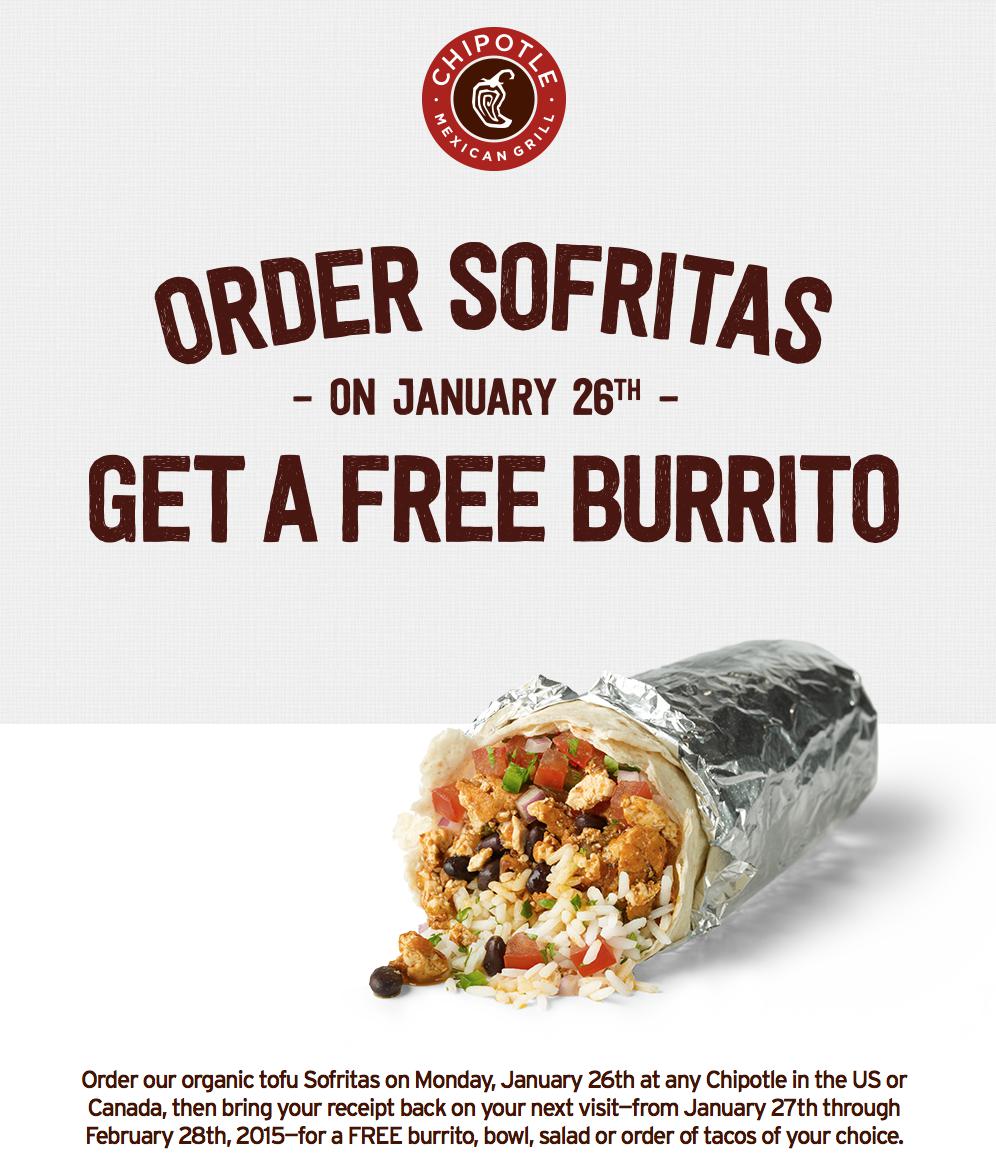 CHIPOTLE
MEXICAN GRILL
ORDER SOFRITAS
– ON JANUARY 26TH –
GET A FREE BURRITO
Order our organic tofu Sofritas on Monday, January 26th at any Chipotle in the US or
Canada, then bring your receipt back on your next visit—from January 27th through
February 28th, 2015—for a FREE burrito, bowl, salad or order of tacos of your choice.